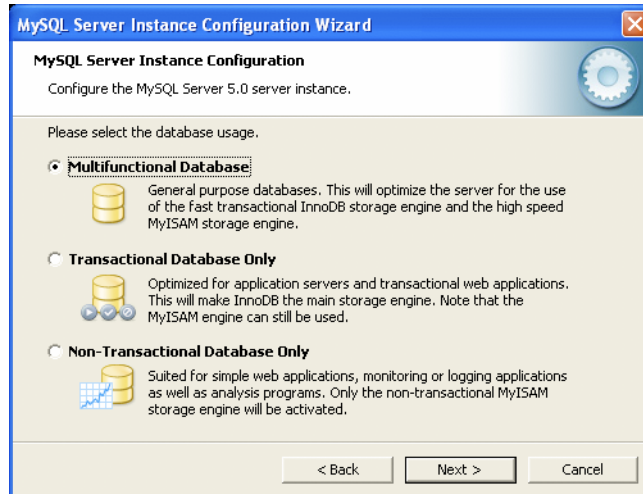 MySQL Server Instance Configuration Wizard
MySQL Server Instance Configuration
Configure the MySQL Server 5.0 server instance.
Please select the database usage.
Multifunctional Database
General purpose databases. This will optimize the server for the use
of the fast transactional InnoDB storage engine and the high speed
MyISAM storage engine.
Transactional Database Only
Optimized for application servers and transactional web applications.
This will make InnoDB the main storage engine. Note that the
MyISAM engine can still be used.
Non-Transactional Database Only
Suited for simple web applications, monitoring or logging applications
as well as analysis programs. Only the non-transactional MyISAM
storage engine will be activated.
< Back Next > Cancel